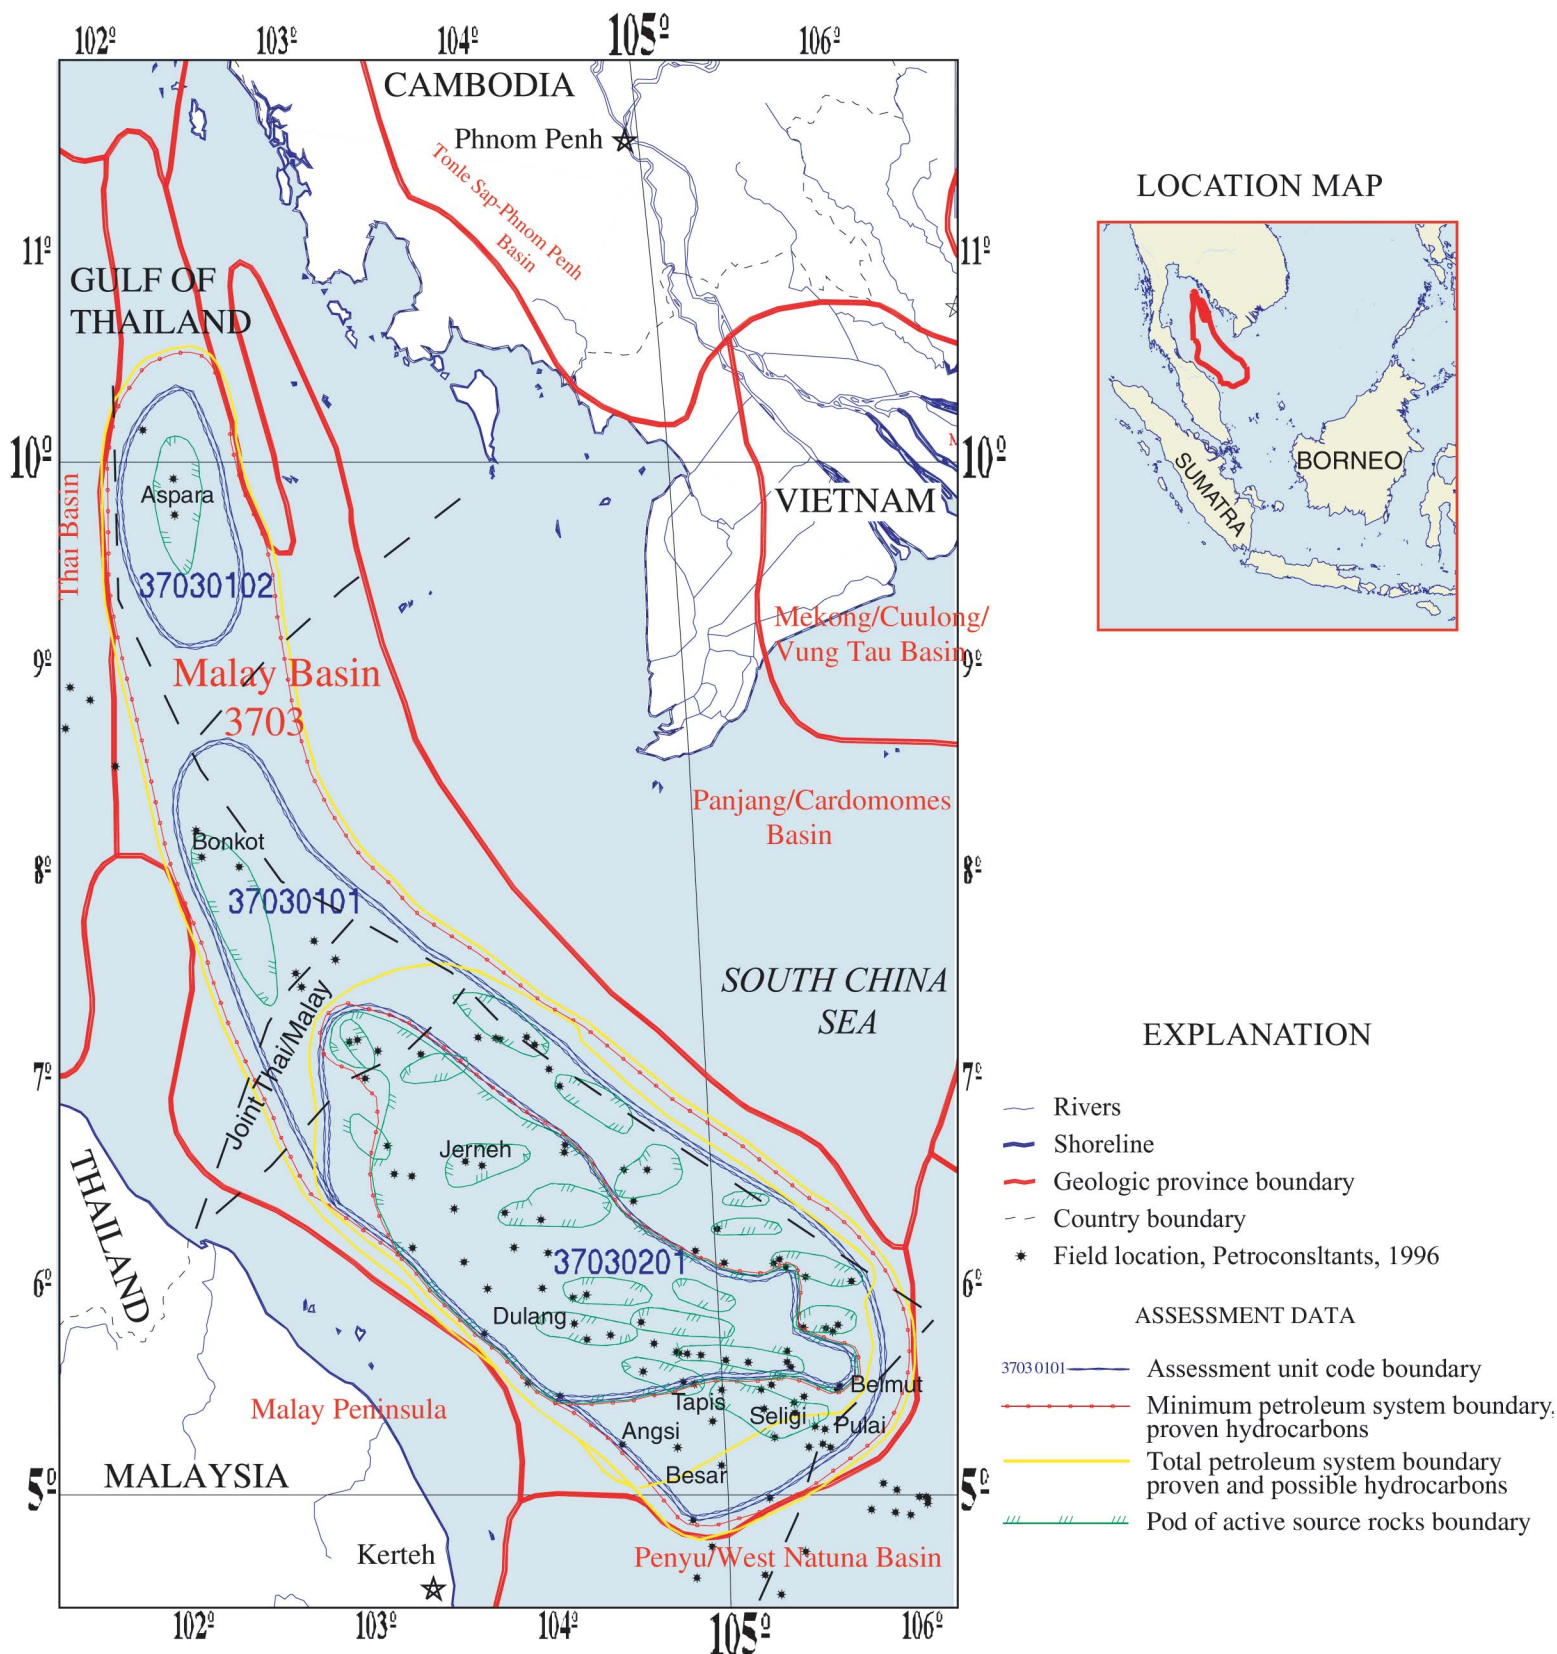 102º 103º 104º 105º 106º
CAMBODIA
Phnom Penh
Tonle Sap-Phnom Penh
Basin
11º
11º
GULF OF
THAILAND
10º
10º
M
Thai Basin
Aspara
VIETNAM
37030102
Mekong/Cuulong/
Vung Tau Basin
9º
9º
Malay Basin
3703
Panjang/Cardomomes
Basin
Bonkot
8º
8º
37030101
SOUTH CHINA
SEA
Joint Thai/Malay
7º
7º
Jerneh
THAILAND
37030201
6º
6º
Dulang
Belmut
Tapis
Seligi
Pulai
Angsi
Malay Peninsula
Besar
MALAYSIA
5º
5º
Kerteh
Penyu/West Natuna Basin
102º 103º 104º 105º 106º
LOCATION MAP
SUMATRA
BORNEO
EXPLANATION
Rivers
Shoreline
Geologic province boundary
Country boundary
Field location, Petroconsltants, 1996
ASSESSMENT DATA
37030101
Assessment unit code boundary
Minimum petroleum system boundary,
proven hydrocarbons
Total petroleum system boundary
proven and possible hydrocarbons
Pod of active source rocks boundary